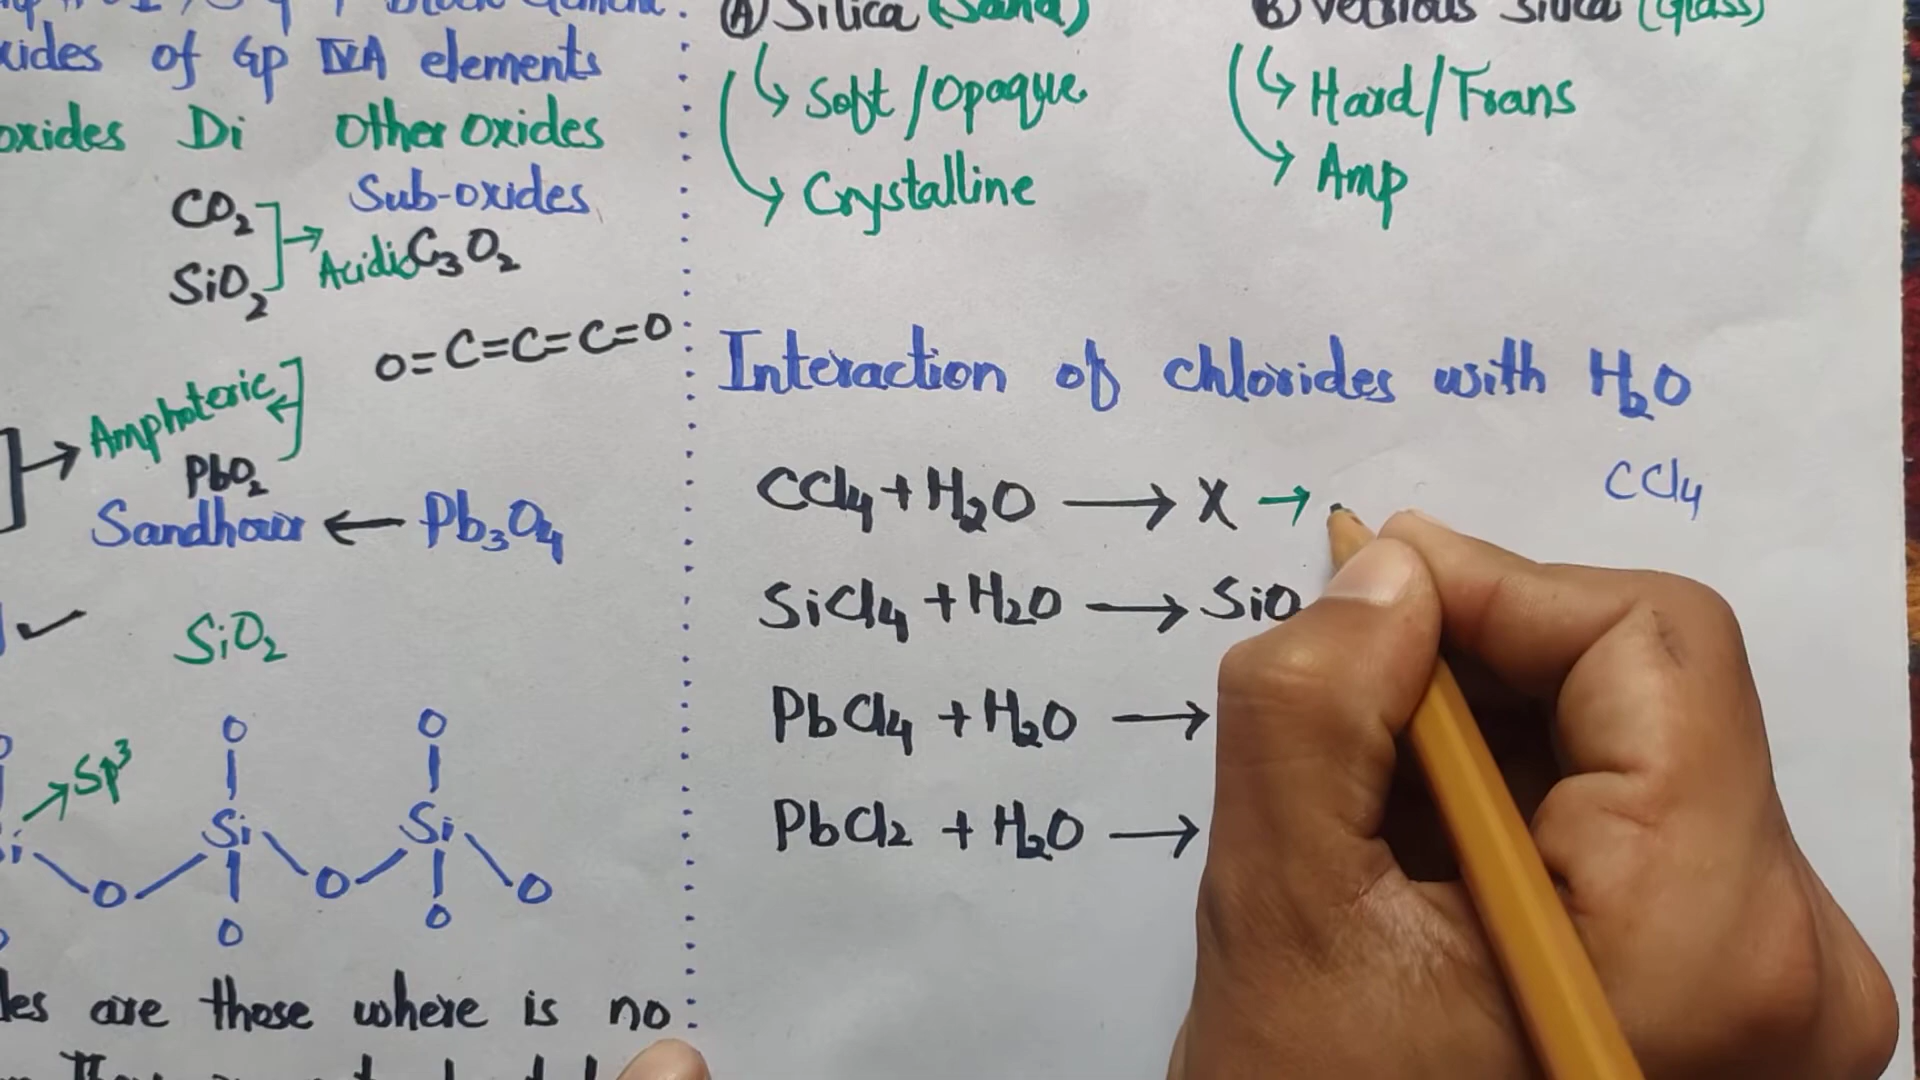 xides of Gp IVA elements
oxides Di Other oxides
CO2
SiO2
Acidic
Sub-oxides
C3O2
O=C=C=C=O
Amphoteric
PbO2
Sandhour ← Pb3O4
SiO2
Sp3
O O
Si Si
O O O
O O
les are those where is no
(A) Silica (Sand)
Soft/Opaque
Crystalline
Hard/Trans
Amp
Interaction of chlorides with H2O
CCl4
CCl4 + H2O → X →
SiCl4 + H2O → SiO
PbCl4 + H2O →
PbCl2 + H2O →